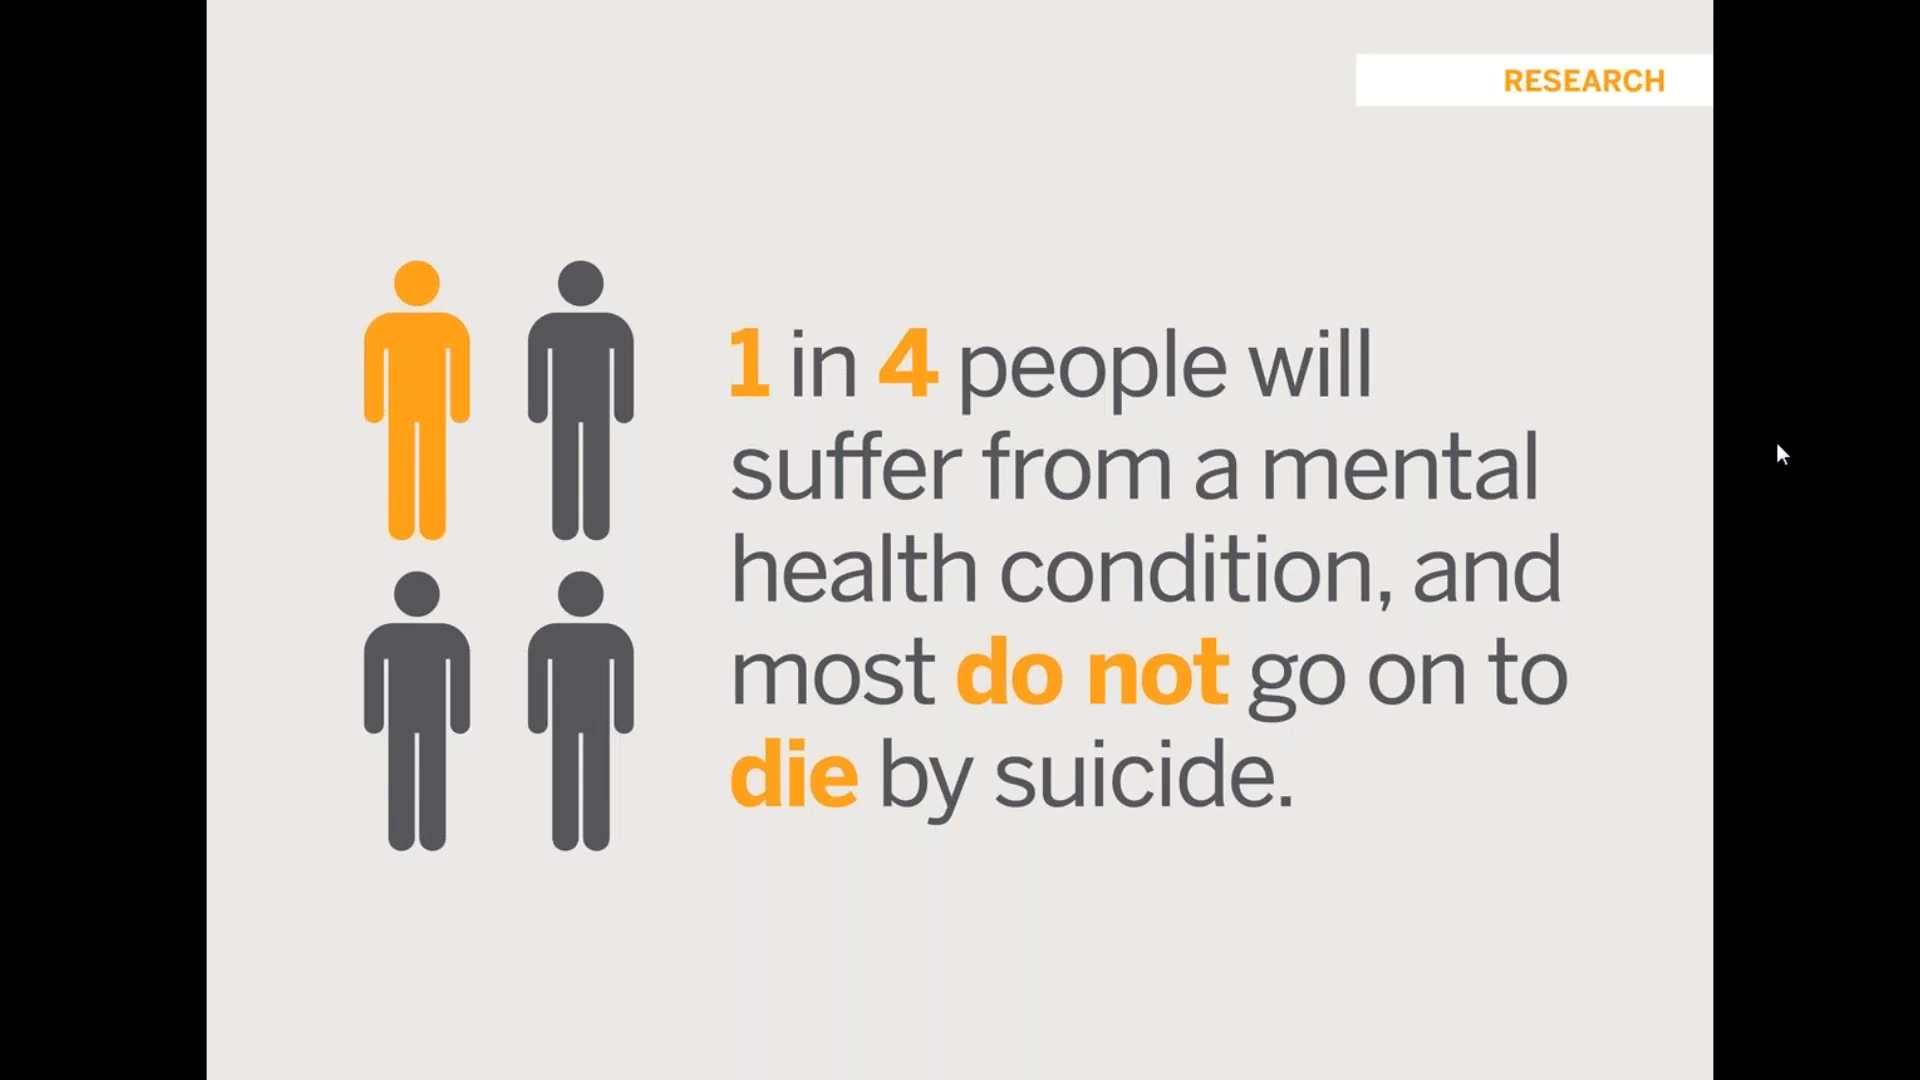 RESEARCH
1 in 4 people will
suffer from a mental
health condition, and
most do not go on to
die by suicide.